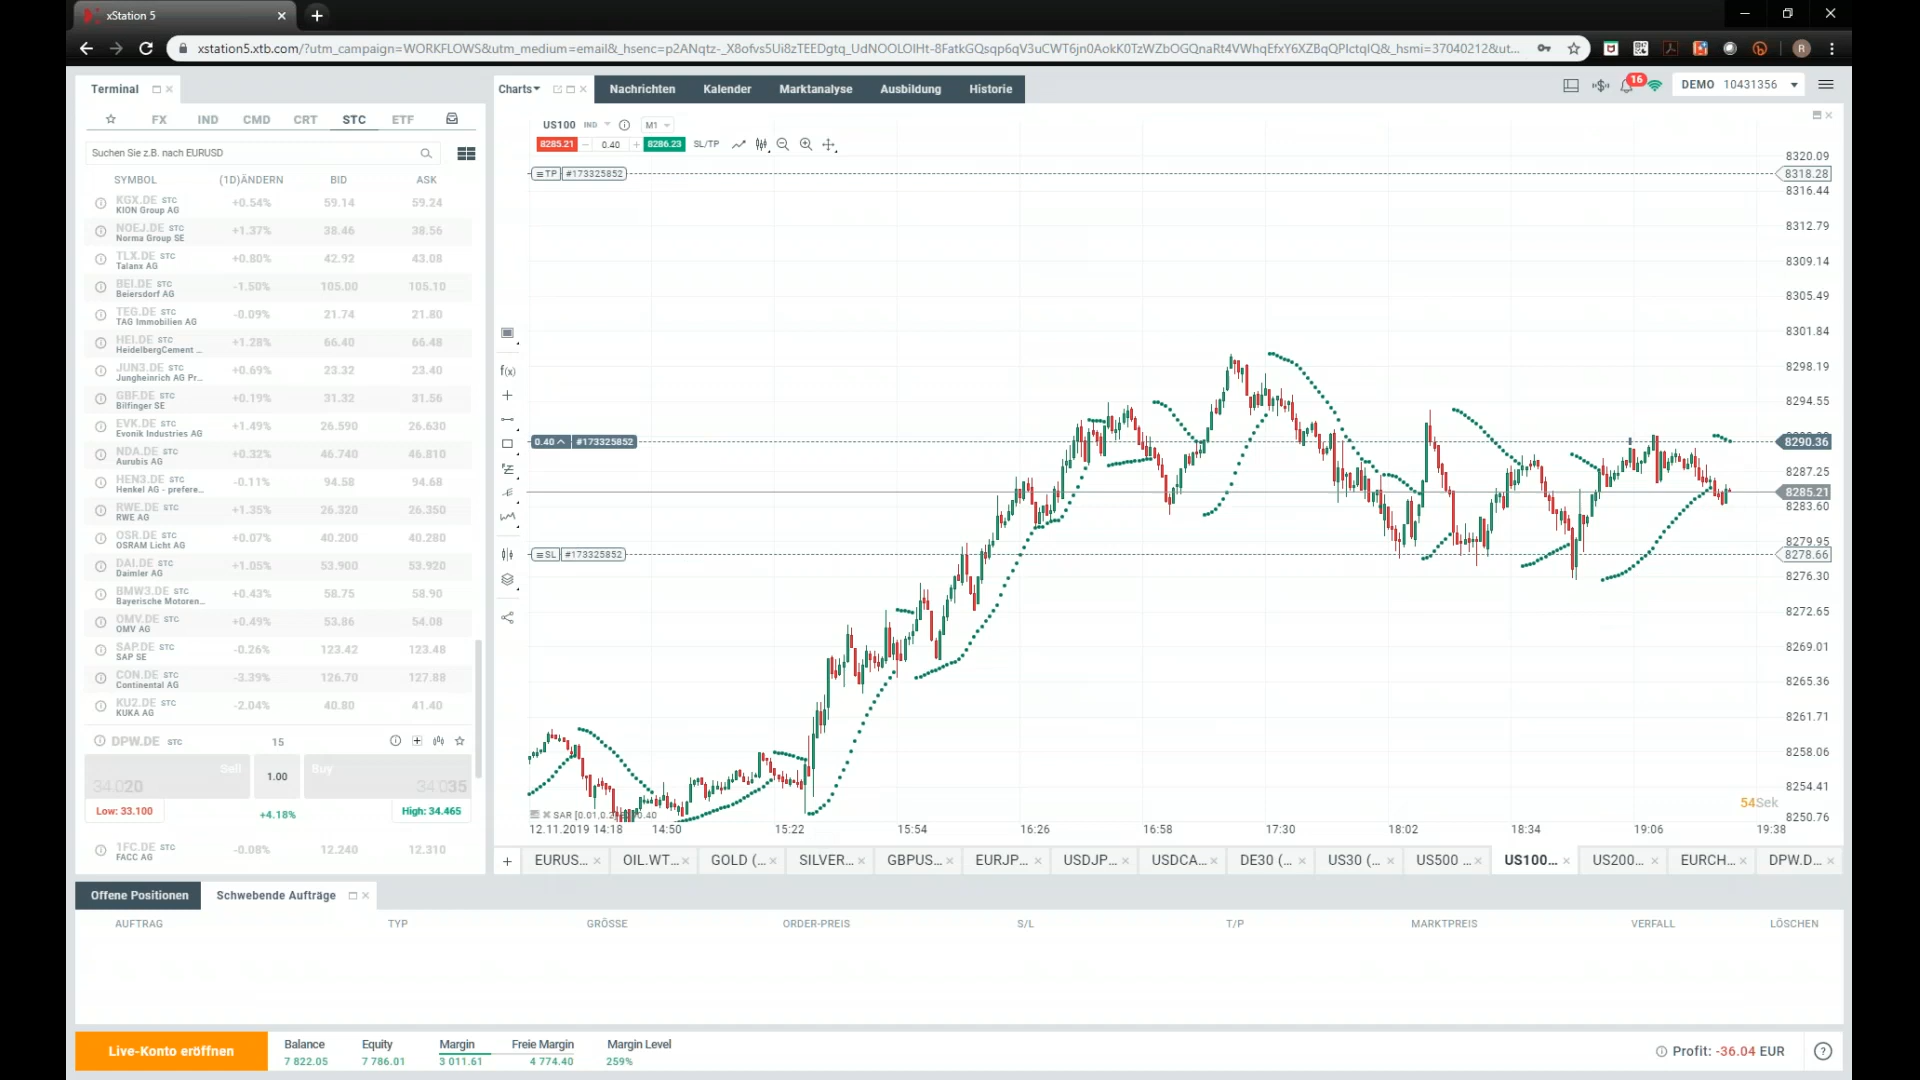 xStation 5
xstation5.xtb.com/?utm_campaign=WORKFLOWS&utm_medium=email&_hsenc=p2ANqtz-_X8ofvs5Ui8zTEEDgtq_UdNOOLOlHt-8FatkGQsqp6qV3uCWT6jn0AokK0TzWZbOGQnaRt4VWhqEfxY6XZBqQPIctqlQ&_hsmi=37040212&ut...
Terminal
Charts
Nachrichten
Kalender
Marktanalyse
Ausbildung
Historie
16
DEMO 10431356
FX IND CMD CRT STC ETF
Suchen Sie z.B. nach EURUSD
SYMBOL (1D)ÄNDERN BID ASK
KGX.DE STC +0.54% 59.14 59.24
KION Group AG
NOEJ.DE STC +1.37% 38.46 38.56
Norma Group SE
TLX.DE STC +0.80% 42.92 43.08
Talanx AG
BEI.DE STC -1.50% 105.00 105.10
Beiersdorf AG
TEG.DE STC -0.09% 21.74 21.80
TAG Immobilien AG
HEI.DE STC +1.28% 66.40 66.48
HeidelbergCement ...
JUN3.DE STC +0.69% 23.32 23.40
Jungheinrich AG Pr...
GBF.DE STC +0.19% 31.32 31.56
Bilfinger SE
EVK.DE STC +1.49% 26.590 26.630
Evonik Industries AG
NDA.DE STC +0.32% 46.740 46.810
Aurubis AG
HEN3.DE STC -0.11% 94.58 94.68
Henkel AG - prefere...
RWE.DE STC +1.35% 26.320 26.350
RWE AG
OSR.DE STC +0.07% 40.200 40.280
OSRAM Licht AG
DAI.DE STC +1.05% 53.900 53.920
Daimler AG
BMW3.DE STC +0.43% 58.75 58.90
Bayerische Motoren...
OMV.DE STC +0.49% 53.86 54.08
OMV AG
SAP.DE STC -0.26% 123.42 123.48
SAP SE
CON.DE STC -3.39% 126.70 127.88
Continental AG
KU2.DE STC -2.04% 40.80 41.40
KUKA AG
DPW.DE STC 15
Sell 1.00 Buy
34.020 34.035
Low: 33.100 +4.18% High: 34.465
1FC.DE STC -0.08% 12.240 12.310
FACC AG
US100 IND M1
8285.21 0.40 8286.23 SL/TP
TP #173325852
0.40 #173325852
SL #173325852
f(x)
8320.09
8318.28
8316.44
8312.79
8309.14
8305.49
8301.84
8298.19
8294.55
8290.36
8287.25
8285.21
8283.60
8279.95
8278.66
8276.30
8272.65
8269.01
8265.36
8261.71
8258.06
8254.41
8250.76
54Sek
12.11.2019 14:18 14:50 15:22 15:54 16:26 16:58 17:30 18:02 18:34 19:06 19:38
EURUS... OIL.WT... GOLD (... SILVER... GBPUS... EURJP... USDJP... USDCA... DE30 (... US30 (... US500 ... US100... US200... EURCH... DPW.D...
Offene Positionen Schwebende Aufträge
AUFTRAG TYP GRÖSSE ORDER-PREIS S/L T/P MARKTPREIS VERFALL LÖSCHEN
Live-Konto eröffnen
Balance Equity Margin Freie Margin Margin Level
7 822.05 7 786.01 3 011.61 4 774.40 259%
Profit: -36.04 EUR